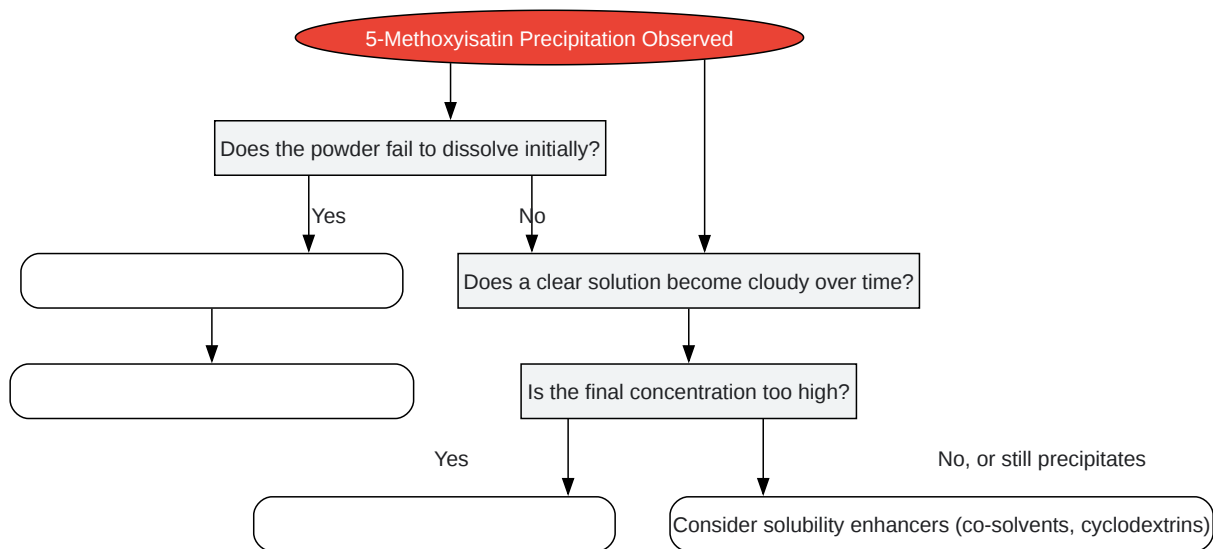 5-Methoxyisatin Precipitation Observed
Does the powder fail to dissolve initially?
Yes
No
Does a clear solution become cloudy over time?
Is the final concentration too high?
Yes
No, or still precipitates
Consider solubility enhancers (co-solvents, cyclodextrins)